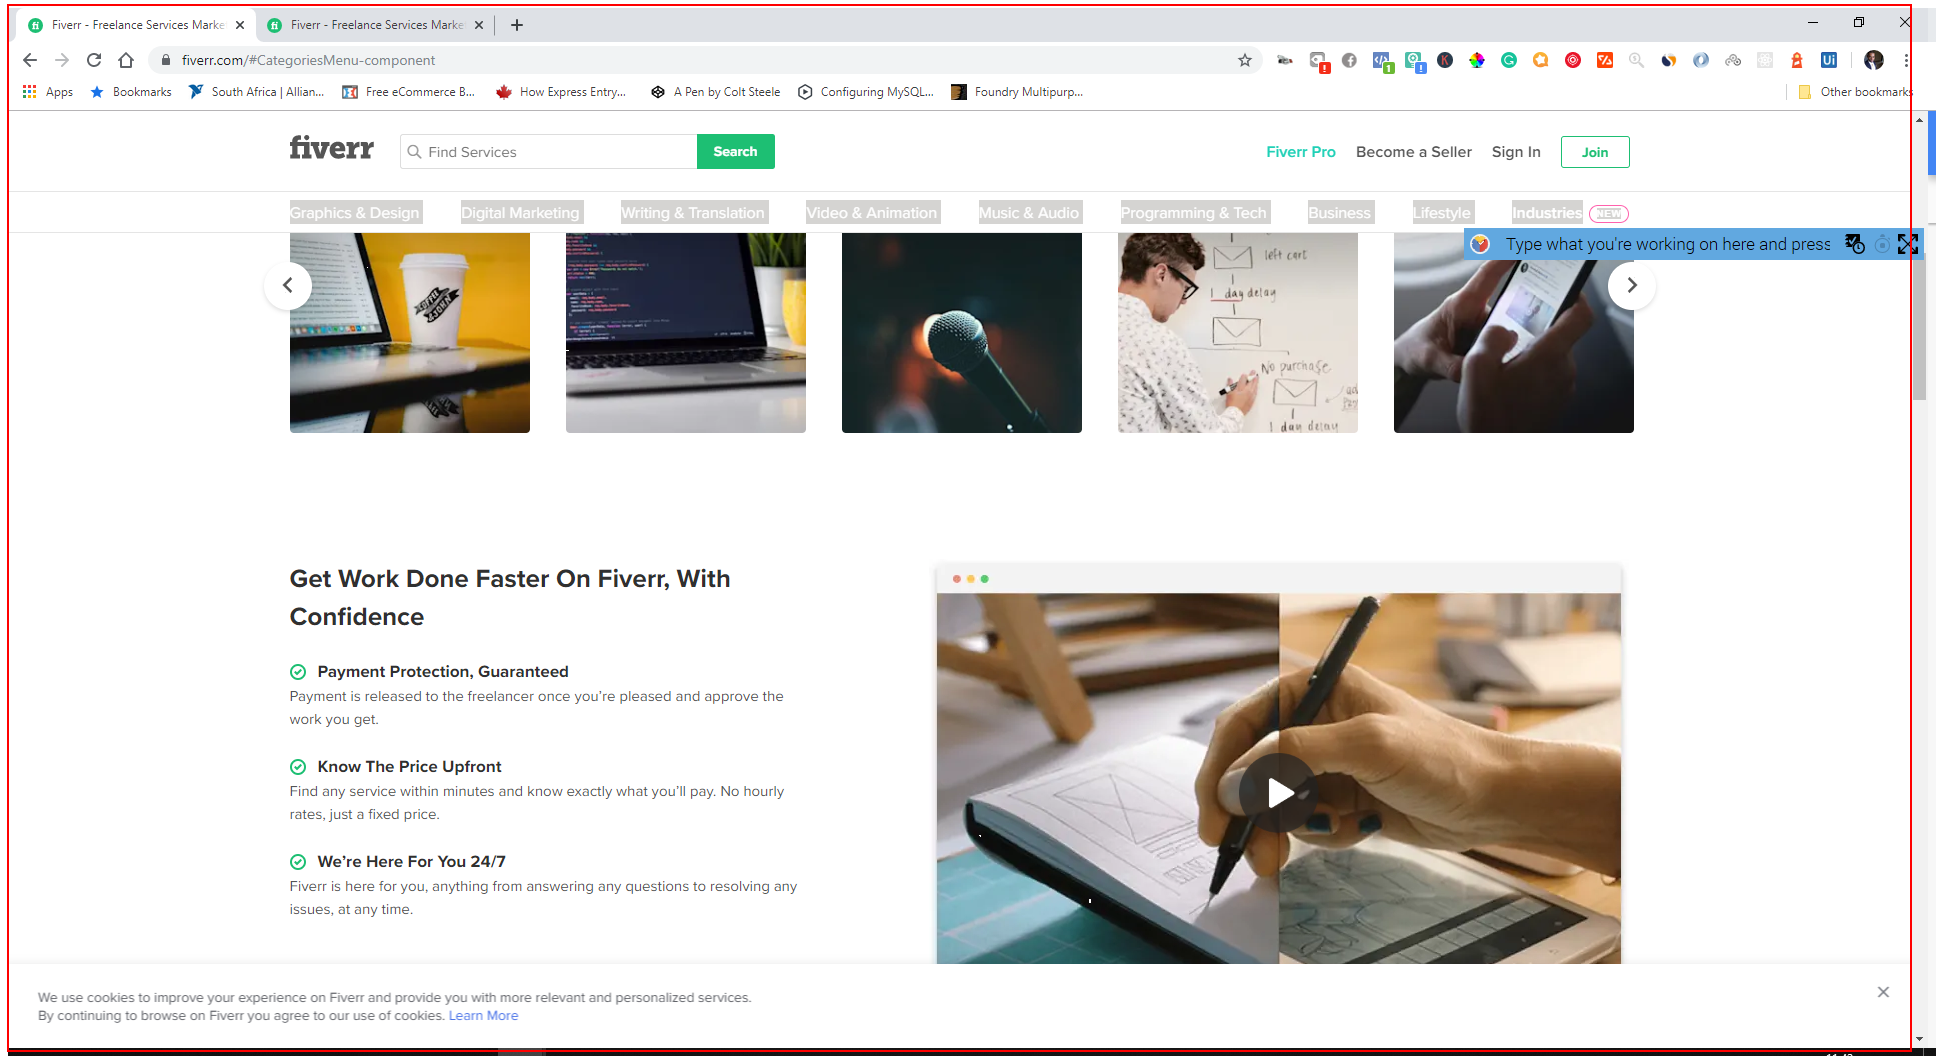 Fiverr - Freelance Services Marke
Fiverr - Freelance Services Marke
fiverr.com/#CategoriesMenu-component
Apps
Bookmarks
South Africa | Allian...
Free eCommerce B...
How Express Entry...
A Pen by Colt Steele
Configuring MySQL...
Foundry Multipurp...
Other bookmarks
fiverr
Find Services
Search
Fiverr Pro
Become a Seller
Sign In
Join
Graphics & Design
Digital Marketing
Writing & Translation
Video & Animation
Music & Audio
Programming & Tech
Business
Lifestyle
Industries
NEW
Type what you're working on here and press
COFFEE
& JOHN
left cart
1 day delay
No purchase
1 day delay
Get Work Done Faster On Fiverr, With
Confidence
Payment Protection, Guaranteed
Payment is released to the freelancer once you're pleased and approve the
work you get.
Know The Price Upfront
Find any service within minutes and know exactly what you'll pay. No hourly
rates, just a fixed price.
We're Here For You 24/7
Fiverr is here for you, anything from answering any questions to resolving any
issues, at any time.
We use cookies to improve your experience on Fiverr and provide you with more relevant and personalized services.
By continuing to browse on Fiverr you agree to our use of cookies. Learn More